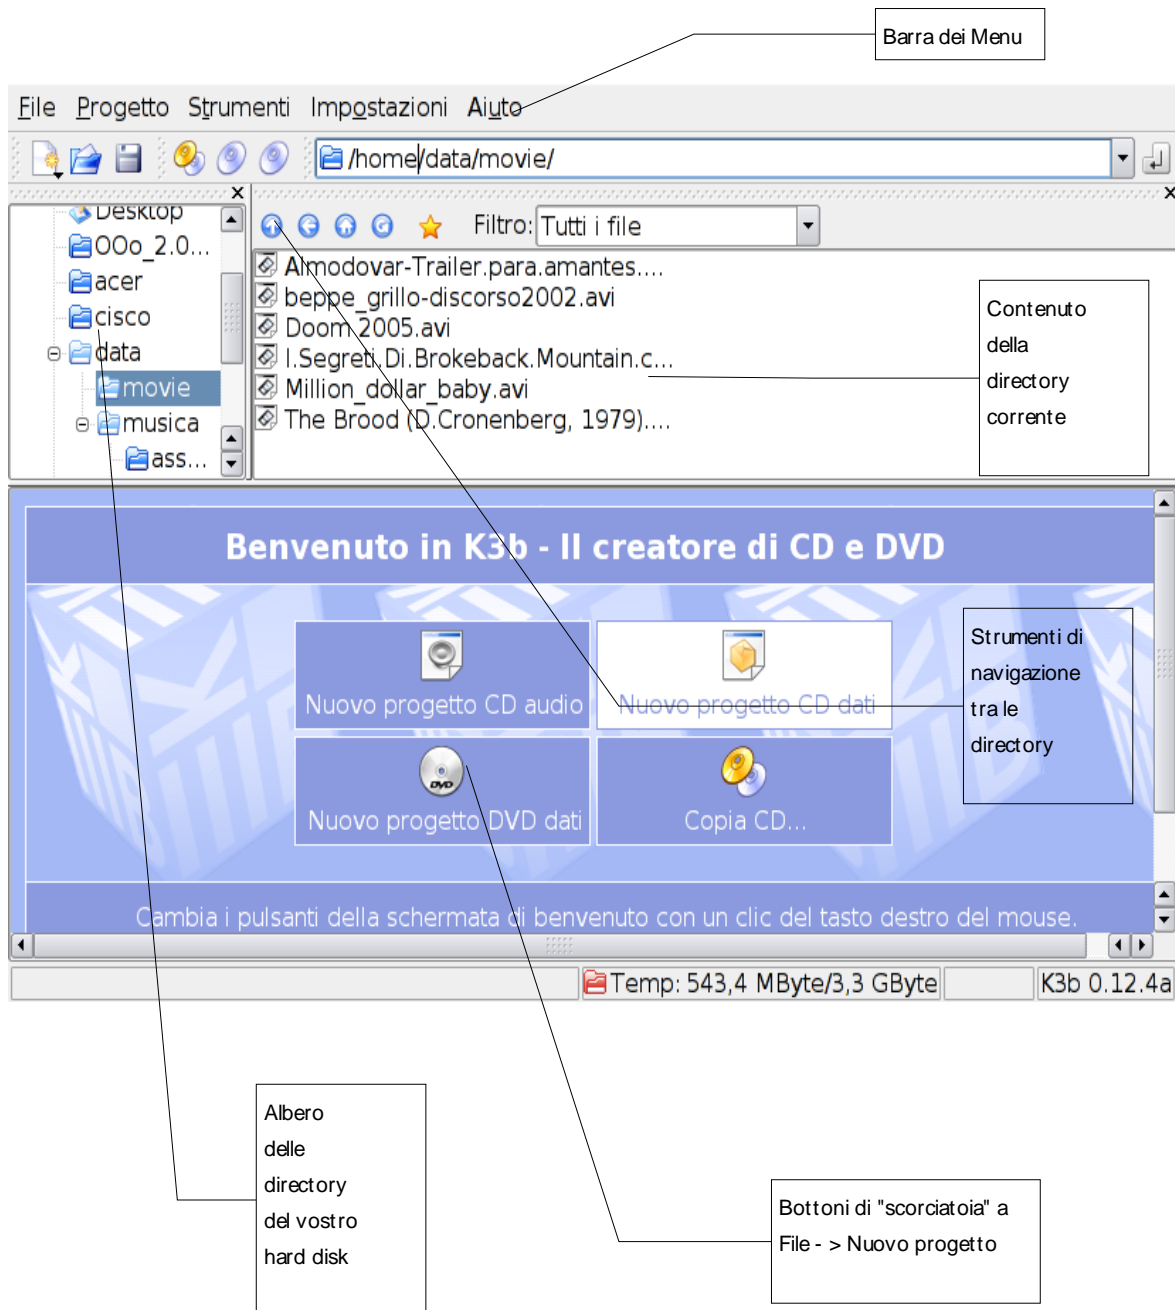 Barra dei Menu
File Progetto Strumenti Impostazioni Aiuto
/home/data/movie/
Desktop
OOo_2.0...
acer
cisco
data
movie
musica
ass...
Filtro: Tutti i file
Almodovar-Trailer.para.amantes....
beppe_grillo-discorso2002.avi
Doom 2005.avi
I.Segreti.Di.Brokeback.Mountain.c...
Million_dollar_baby.avi
The Brood (D.Cronenberg, 1979)....
Contenuto
della
directory
corrente
Benvenuto in K3b - Il creatore di CD e DVD
Nuovo progetto CD audio
Nuovo progetto CD dati
DVD
Nuovo progetto DVD dati
Copia CD...
Strumenti di
navigazione
tra le
directory
Cambia i pulsanti della schermata di benvenuto con un clic del tasto destro del mouse.
Temp: 543,4 MByte/3,3 GByte
K3b 0.12.4a
Albero
delle
directory
del vostro
hard disk
Bottoni di "scorciatoia" a
File - > Nuovo progetto